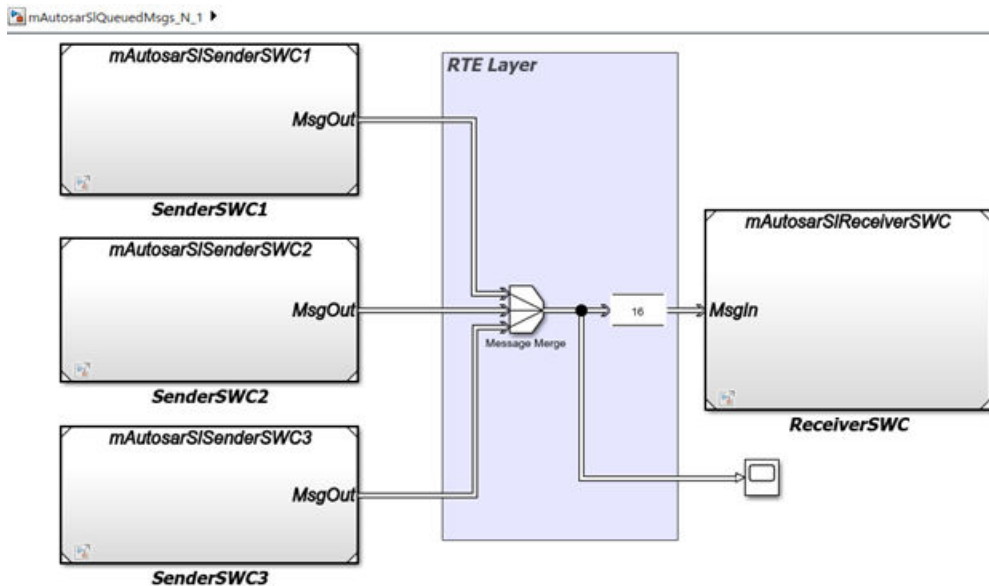 mAutosarSlQueuedMsgs_N_1
mAutosarSlSenderSWC1
MsgOut
SenderSWC1
mAutosarSlSenderSWC2
MsgOut
SenderSWC2
mAutosarSlSenderSWC3
MsgOut
SenderSWC3
RTE Layer
Message Merge
16
mAutosarSlReceiverSWC
MsgIn
ReceiverSWC